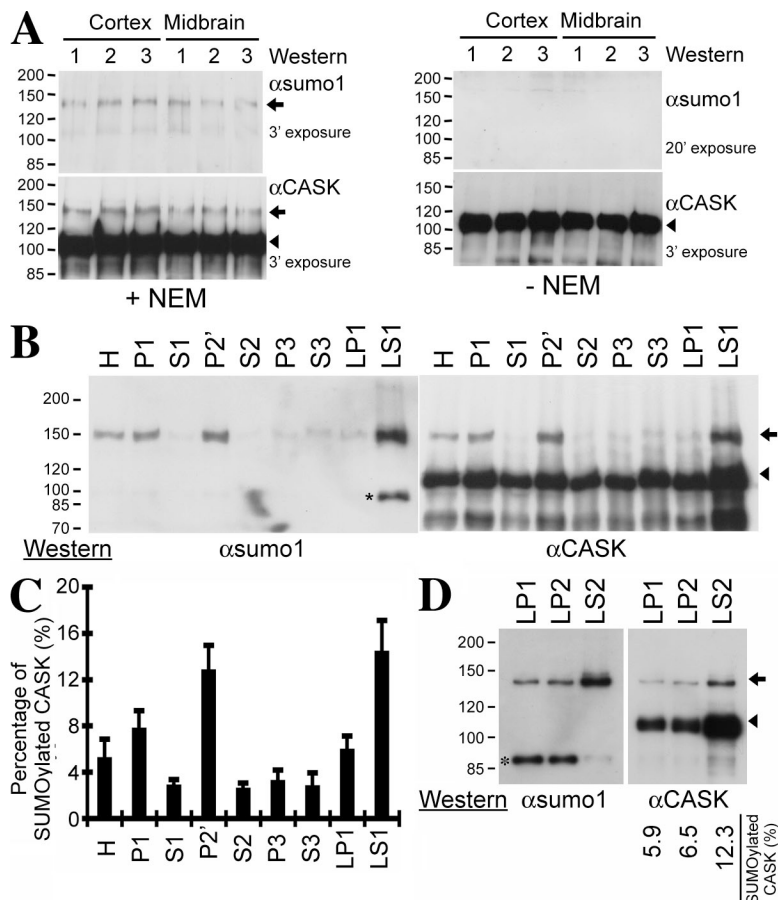 A
Cortex Midbrain
1 2 3 1 2 3 Western
200
150
120
100
85
αsumo1
3' exposure
200
150
120
100
85
αCASK
3' exposure
+ NEM
Cortex Midbrain
1 2 3 1 2 3 Western
200
150
120
100
85
αsumo1
20' exposure
150
120
100
85
αCASK
3' exposure
- NEM
B
H P1 S1 P2' S2 P3 S3 LP1 LS1
H P1 S1 P2' S2 P3 S3 LP1 LS1
200
150
120
100
85
70
*
Western αsumo1 αCASK
C
Percentage of
SUMOylated CASK (%)
20
16
12
8
4
0
H P1 S1 P2' S2 P3 S3 LP1 LS1
D
LP1 LP2 LS2 LP1 LP2 LS2
200
150
120
100
85
*
Western αsumo1 αCASK
5.9 6.5 12.3
SUMOylated
CASK (%)